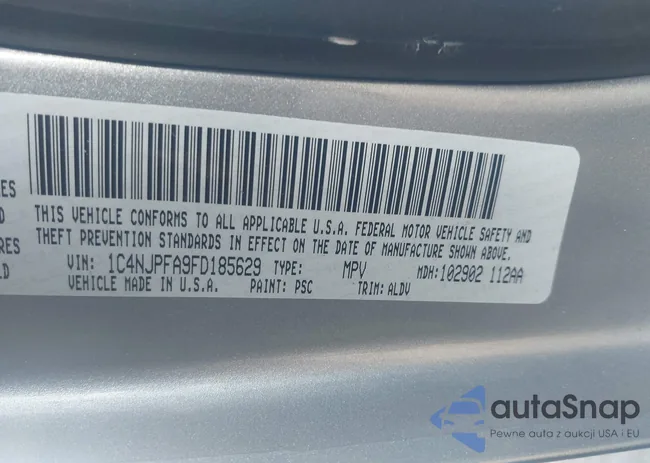 ES
D
RES
LD
THIS VEHICLE CONFORMS TO ALL APPLICABLE U.S.A. FEDERAL MOTOR VEHICLE SAFETY AND
THEFT PREVENTION STANDARDS IN EFFECT ON THE DATE OF MANUFACTURE SHOWN ABOVE.
VIN: 1C4NJPFA9FD185629 TYPE: MPV MDH:102902 112AA
VEHICLE MADE IN U.S.A. PAINT: PSC TRIM: ALDV
autaSnap
Pewne auta z aukcji USA i EU